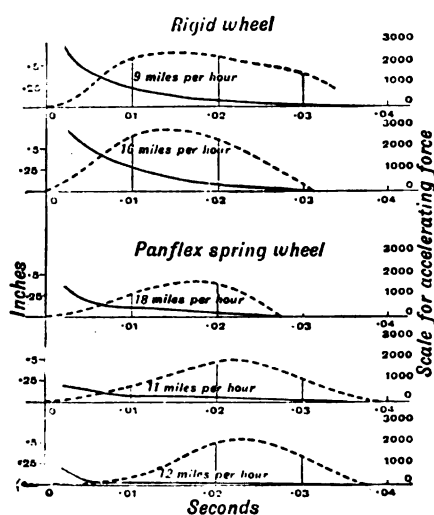 Rigid wheel
3000
+5 2000
+25 9 miles per hour 1000
0 +01 +02 +03 +04 0
3000
+5 16 miles per hour 2000
+25 1000
0 +01 +02 +03 +04 0
Panflex spring wheel
3000
+5 2000
+25 18 miles per hour 1000
0 +01 +02 +03 +04 0
3000
+5 2000
+25 11 miles per hour 1000
0 +01 +02 +03 +04 0
3000
+5 2000
+25 12 miles per hour 1000
0 +01 0.02 0.03 +04 0
Seconds
Inches
Scale for accelerating force